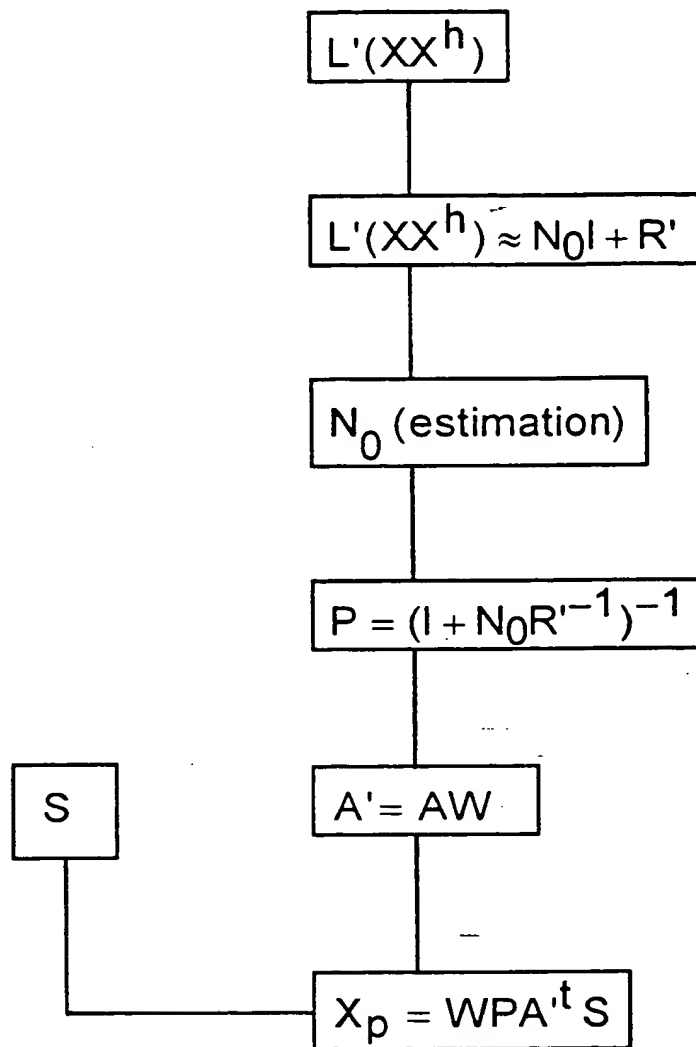 L'(XX^h)
L'(XX^h) ≈ N₀I + R'
N₀ (estimation)
P = (I + N₀R'^-1)^-1
S
A' = AW
Xₚ = WPA'^t S